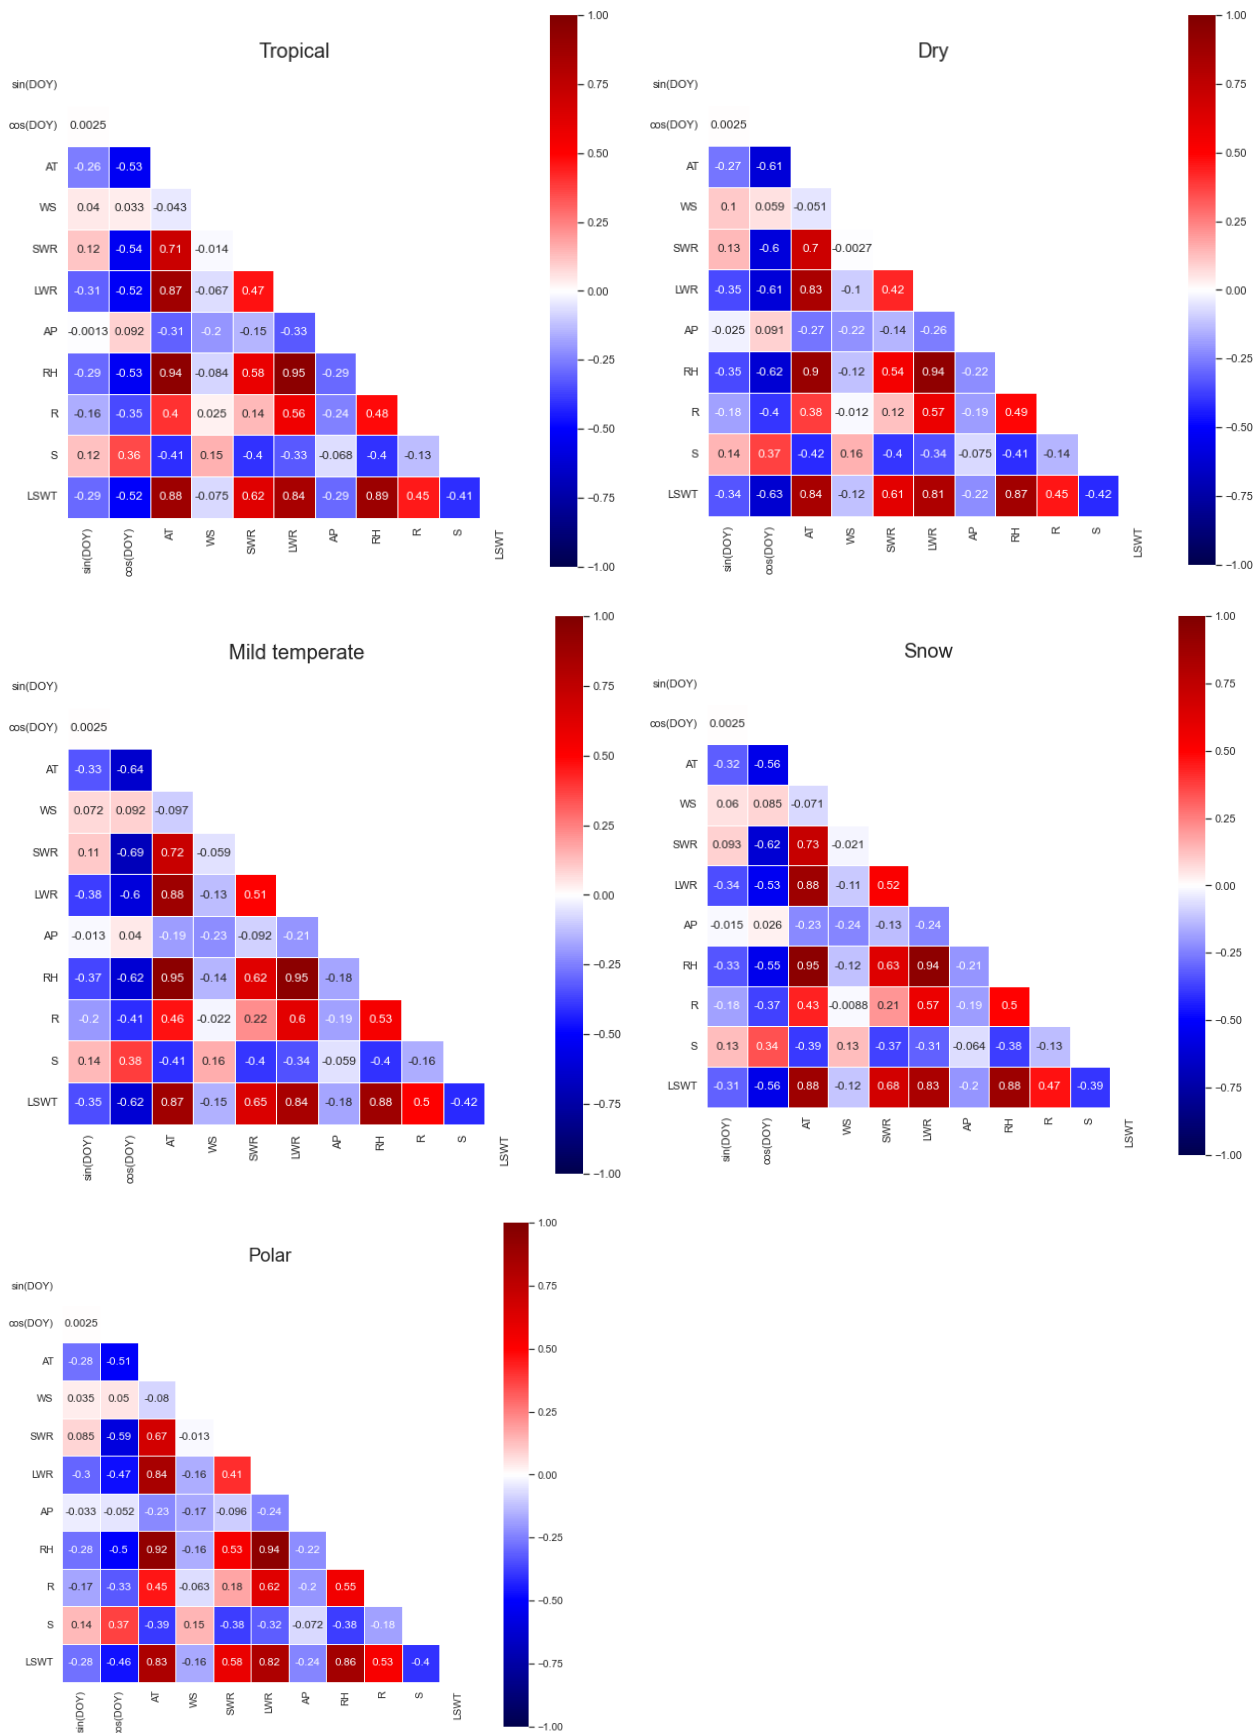 Tropical
sin(DOY)
cos(DOY) 0.0025
AT -0.26 -0.53
WS 0.04 0.033 -0.043
SWR 0.12 -0.54 0.71 -0.014
LWR -0.31 -0.52 0.87 -0.067 0.47
AP -0.0013 0.092 -0.31 -0.2 -0.15 -0.33
RH -0.29 -0.53 0.94 -0.084 0.58 0.95 -0.29
R -0.16 -0.35 0.4 0.025 0.14 0.56 -0.24 0.48
S 0.12 0.36 -0.41 0.15 -0.4 -0.33 -0.068 -0.4 -0.13
LSWT -0.29 -0.52 0.88 -0.075 0.62 0.84 -0.29 0.89 0.45 -0.41
sin(DOY) cos(DOY) AT WS SWR LWR AP RH R S LSWT
1.00
0.75
0.50
0.25
0.00
−0.25
−0.50
−0.75
−1.00
Dry
sin(DOY)
cos(DOY) 0.0025
AT -0.27 -0.61
WS 0.1 0.059 -0.051
SWR 0.13 -0.6 0.7 -0.0027
LWR -0.35 -0.61 0.83 -0.1 0.42
AP -0.025 0.091 -0.27 -0.22 -0.14 -0.26
RH -0.35 -0.62 0.9 -0.12 0.54 0.94 -0.22
R -0.18 -0.4 0.38 -0.012 0.12 0.57 -0.19 0.49
S 0.14 0.37 -0.42 0.16 -0.4 -0.34 -0.075 -0.41 -0.14
LSWT -0.34 -0.63 0.84 -0.12 0.61 0.81 -0.22 0.87 0.45 -0.42
sin(DOY) cos(DOY) AT WS SWR LWR AP RH R S LSWT
1.00
0.75
0.50
0.25
0.00
−0.25
−0.50
−0.75
−1.00
Mild temperate
sin(DOY)
cos(DOY) 0.0025
AT -0.33 -0.64
WS 0.072 0.092 -0.097
SWR 0.11 -0.69 0.72 -0.059
LWR -0.38 -0.6 0.88 -0.13 0.51
AP -0.013 0.04 -0.19 -0.23 -0.092 -0.21
RH -0.37 -0.62 0.95 -0.14 0.62 0.95 -0.18
R -0.2 -0.41 0.46 -0.022 0.22 0.6 -0.19 0.53
S 0.14 0.38 -0.41 0.16 -0.4 -0.34 -0.059 -0.4 -0.16
LSWT -0.35 -0.62 0.87 -0.15 0.65 0.84 -0.18 0.88 0.5 -0.42
sin(DOY) cos(DOY) AT WS SWR LWR AP RH R S LSWT
1.00
0.75
0.50
0.25
0.00
−0.25
−0.50
−0.75
−1.00
Snow
sin(DOY)
cos(DOY) 0.0025
AT -0.32 -0.56
WS 0.06 0.085 -0.071
SWR 0.093 -0.62 0.73 -0.021
LWR -0.34 -0.53 0.88 -0.11 0.52
AP -0.015 0.026 -0.23 -0.24 -0.13 -0.24
RH -0.33 -0.55 0.95 -0.12 0.63 0.94 -0.21
R -0.18 -0.37 0.43 -0.0088 0.21 0.57 -0.19 0.5
S 0.13 0.34 -0.39 0.13 -0.37 -0.31 -0.064 -0.38 -0.13
LSWT -0.31 -0.56 0.88 -0.12 0.68 0.83 -0.2 0.88 0.47 -0.39
sin(DOY) cos(DOY) AT WS SWR LWR AP RH R S LSWT
1.00
0.75
0.50
0.25
0.00
−0.25
−0.50
−0.75
−1.00
Polar
sin(DOY)
cos(DOY) 0.0025
AT -0.28 -0.51
WS 0.035 0.05 -0.08
SWR 0.085 -0.59 0.67 -0.013
LWR -0.3 -0.47 0.84 -0.16 0.41
AP -0.033 -0.052 -0.23 -0.17 -0.096 -0.24
RH -0.28 -0.5 0.92 -0.16 0.53 0.94 -0.22
R -0.17 -0.33 0.45 -0.063 0.18 0.62 -0.2 0.55
S 0.14 0.37 -0.39 0.15 -0.38 -0.32 -0.072 -0.38 -0.18
LSWT -0.28 -0.46 0.83 -0.16 0.58 0.82 -0.24 0.86 0.53 -0.4
sin(DOY) cos(DOY) AT WS SWR LWR AP RH R S LSWT
1.00
0.75
0.50
0.25
0.00
−0.25
−0.50
−0.75
−1.00